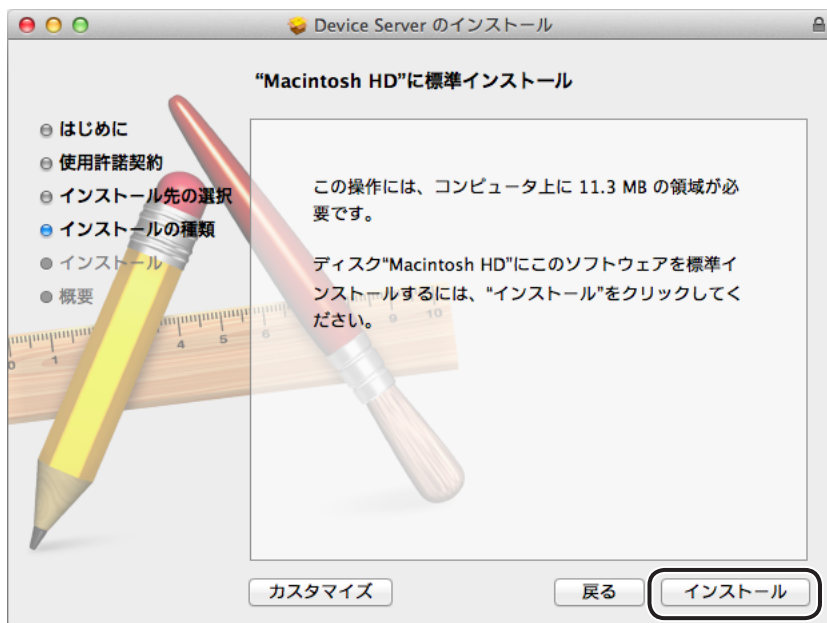 Device Server のインストール
“Macintosh HD”に標準インストール
はじめに
使用許諾契約
インストール先の選択
インストールの種類
インストール
概要
この操作には、コンピュータ上に 11.3 MB の領域が必
要です。
ディスク“Macintosh HD”にこのソフトウェアを標準イ
ンストールするには、“インストール”をクリックしてく
ださい。
0 1 4 5 6 9 10
カスタマイズ
戻る
インストール